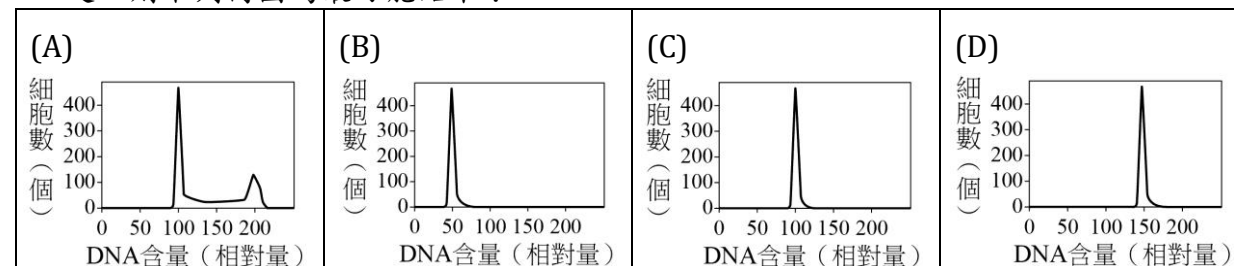 (A) (B) (C) (D)
細胞數（個） 細胞數（個） 細胞數（個） 細胞數（個）
400 400 400 400
300 300 300 300
200 200 200 200
100 100 100 100
0 0 0 0
0 50 100 150 200 0 50 100 150 200 0 50 100 150 200 0 50 100 150 200
DNA含量（相對量） DNA含量（相對量） DNA含量（相對量） DNA含量（相對量）